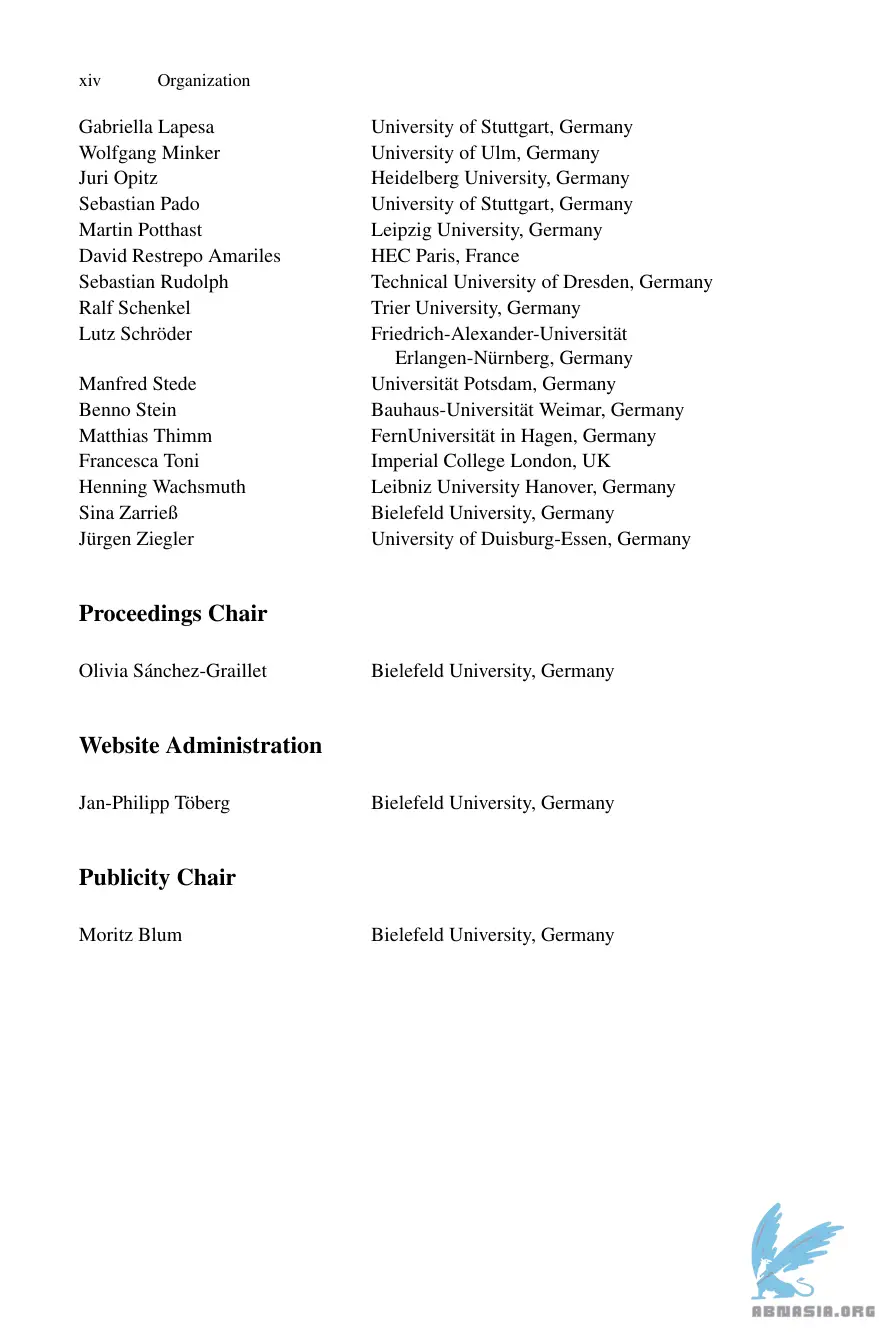 xiv Organization
Gabriella Lapesa University of Stuttgart, Germany
Wolfgang Minker University of Ulm, Germany
Juri Opitz Heidelberg University, Germany
Sebastian Pado University of Stuttgart, Germany
Martin Potthast Leipzig University, Germany
David Restrepo Amariles HEC Paris, France
Sebastian Rudolph Technical University of Dresden, Germany
Ralf Schenkel Trier University, Germany
Lutz Schröder Friedrich-Alexander-Universität
Erlangen-Nürnberg, Germany
Manfred Stede Universität Potsdam, Germany
Benno Stein Bauhaus-Universität Weimar, Germany
Matthias Thimm FernUniversität in Hagen, Germany
Francesca Toni Imperial College London, UK
Henning Wachsmuth Leibniz University Hanover, Germany
Sina Zarrieß Bielefeld University, Germany
Jürgen Ziegler University of Duisburg-Essen, Germany
Proceedings Chair
Olivia Sánchez-Graillet Bielefeld University, Germany
Website Administration
Jan-Philipp Töberg Bielefeld University, Germany
Publicity Chair
Moritz Blum Bielefeld University, Germany
ABNASIA.ORG